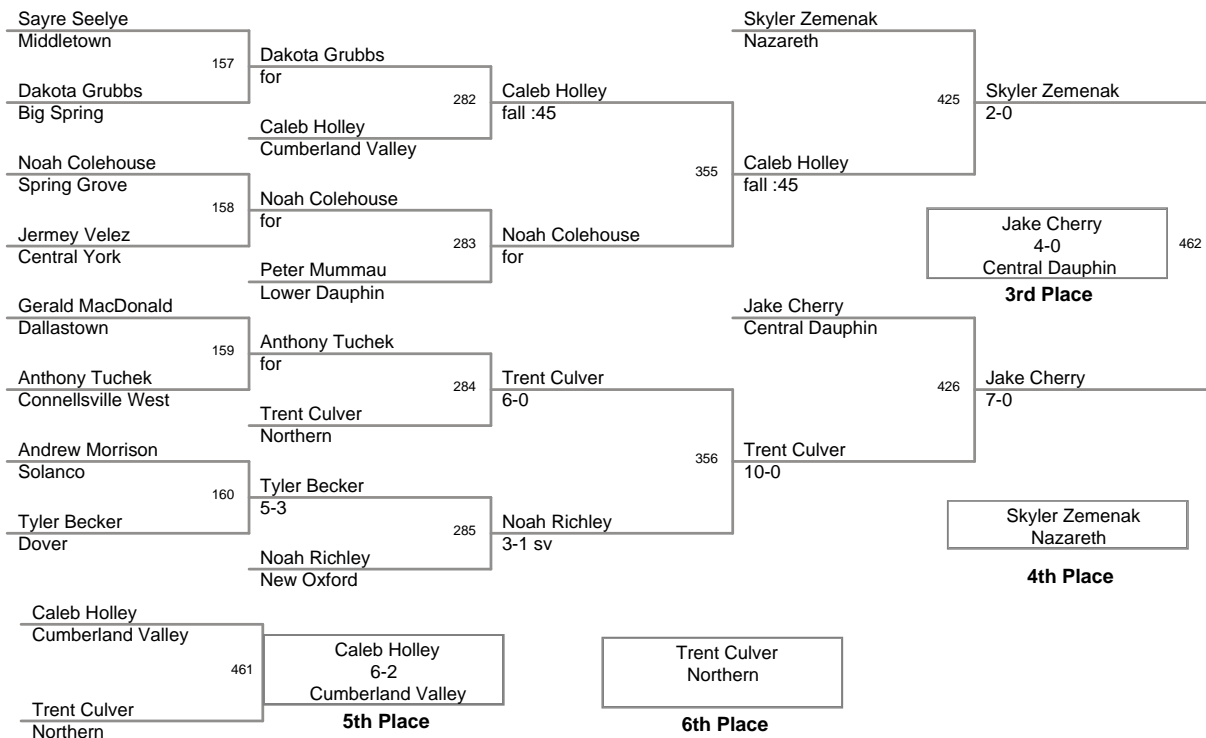 Sayre Seelye
Middletown
157
Dakota Grubbs
Big Spring
Dakota Grubbs
for
282
Caleb Holley
Cumberland Valley
Caleb Holley
fall :45
Noah Colehouse
Spring Grove
158
Jermey Velez
Central York
Noah Colehouse
for
283
Peter Mummau
Lower Dauphin
Noah Colehouse
for
355
Caleb Holley
fall :45
Skyler Zemenak
Nazareth
425
Skyler Zemenak
2-0
Jake Cherry
4-0
Central Dauphin
462
3rd Place
Gerald MacDonald
Dallastown
159
Anthony Tuchek
Connellsville West
Anthony Tuchek
for
284
Trent Culver
Northern
Trent Culver
6-0
Andrew Morrison
Solanco
160
Tyler Becker
Dover
Tyler Becker
5-3
285
Noah Richley
New Oxford
Noah Richley
3-1 sv
356
Trent Culver
10-0
Jake Cherry
Central Dauphin
426
Jake Cherry
7-0
Skyler Zemenak
Nazareth
4th Place
Caleb Holley
Cumberland Valley
461
Trent Culver
Northern
Caleb Holley
6-2
Cumberland Valley
5th Place
Trent Culver
Northern
6th Place